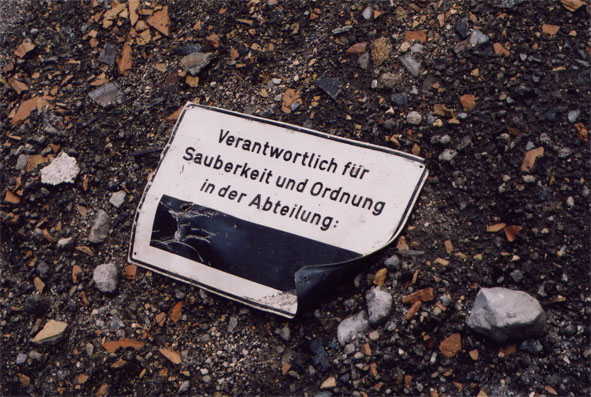 Verantwortlich für
Sauberkeit und Ordnung
in der Abteilung: